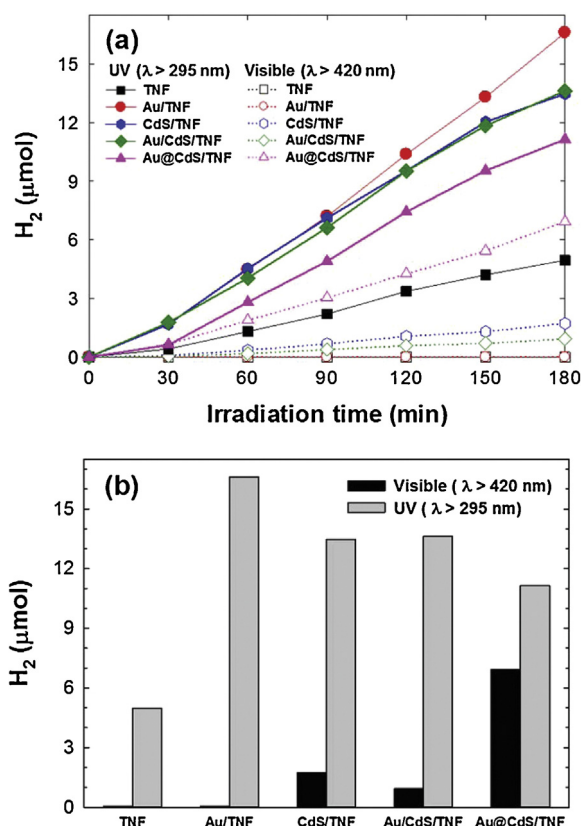 (a)
UV (λ > 295 nm) Visible (λ > 420 nm)
TNF TNF
Au/TNF Au/TNF
CdS/TNF CdS/TNF
Au/CdS/TNF Au/CdS/TNF
Au@CdS/TNF Au@CdS/TNF
15
12
9
6
3
0
H₂ (μmol)
0 30 60 90 120 150 180
Irradiation time (min)
(b)
Visible ( λ > 420 nm)
UV ( λ > 295 nm)
15
12
9
6
3
0
H₂ (μmol)
TNF Au/TNF CdS/TNF Au/CdS/TNF Au@CdS/TNF